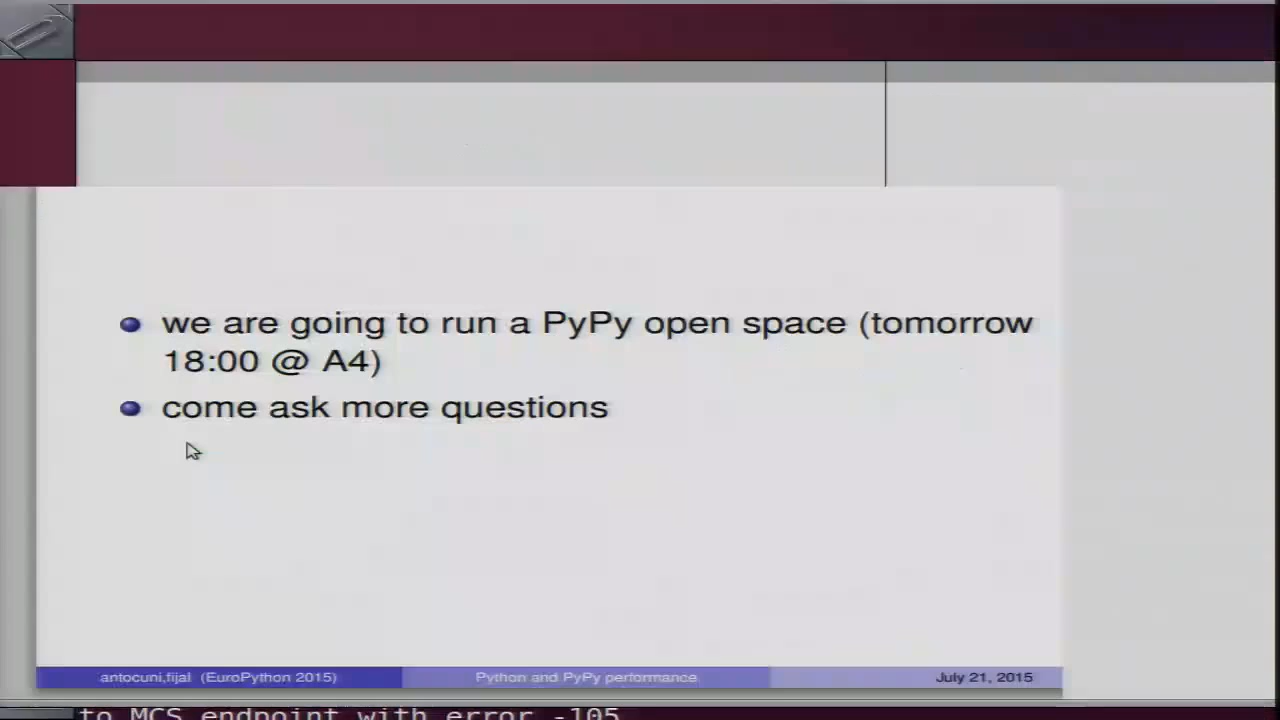 we are going to run a PyPy open space (tomorrow
18:00 @ A4)
come ask more questions
antocuni,fijal (EuroPython 2015) Python and PyPy performance July 21, 2015
to MCS endpoint with error -105